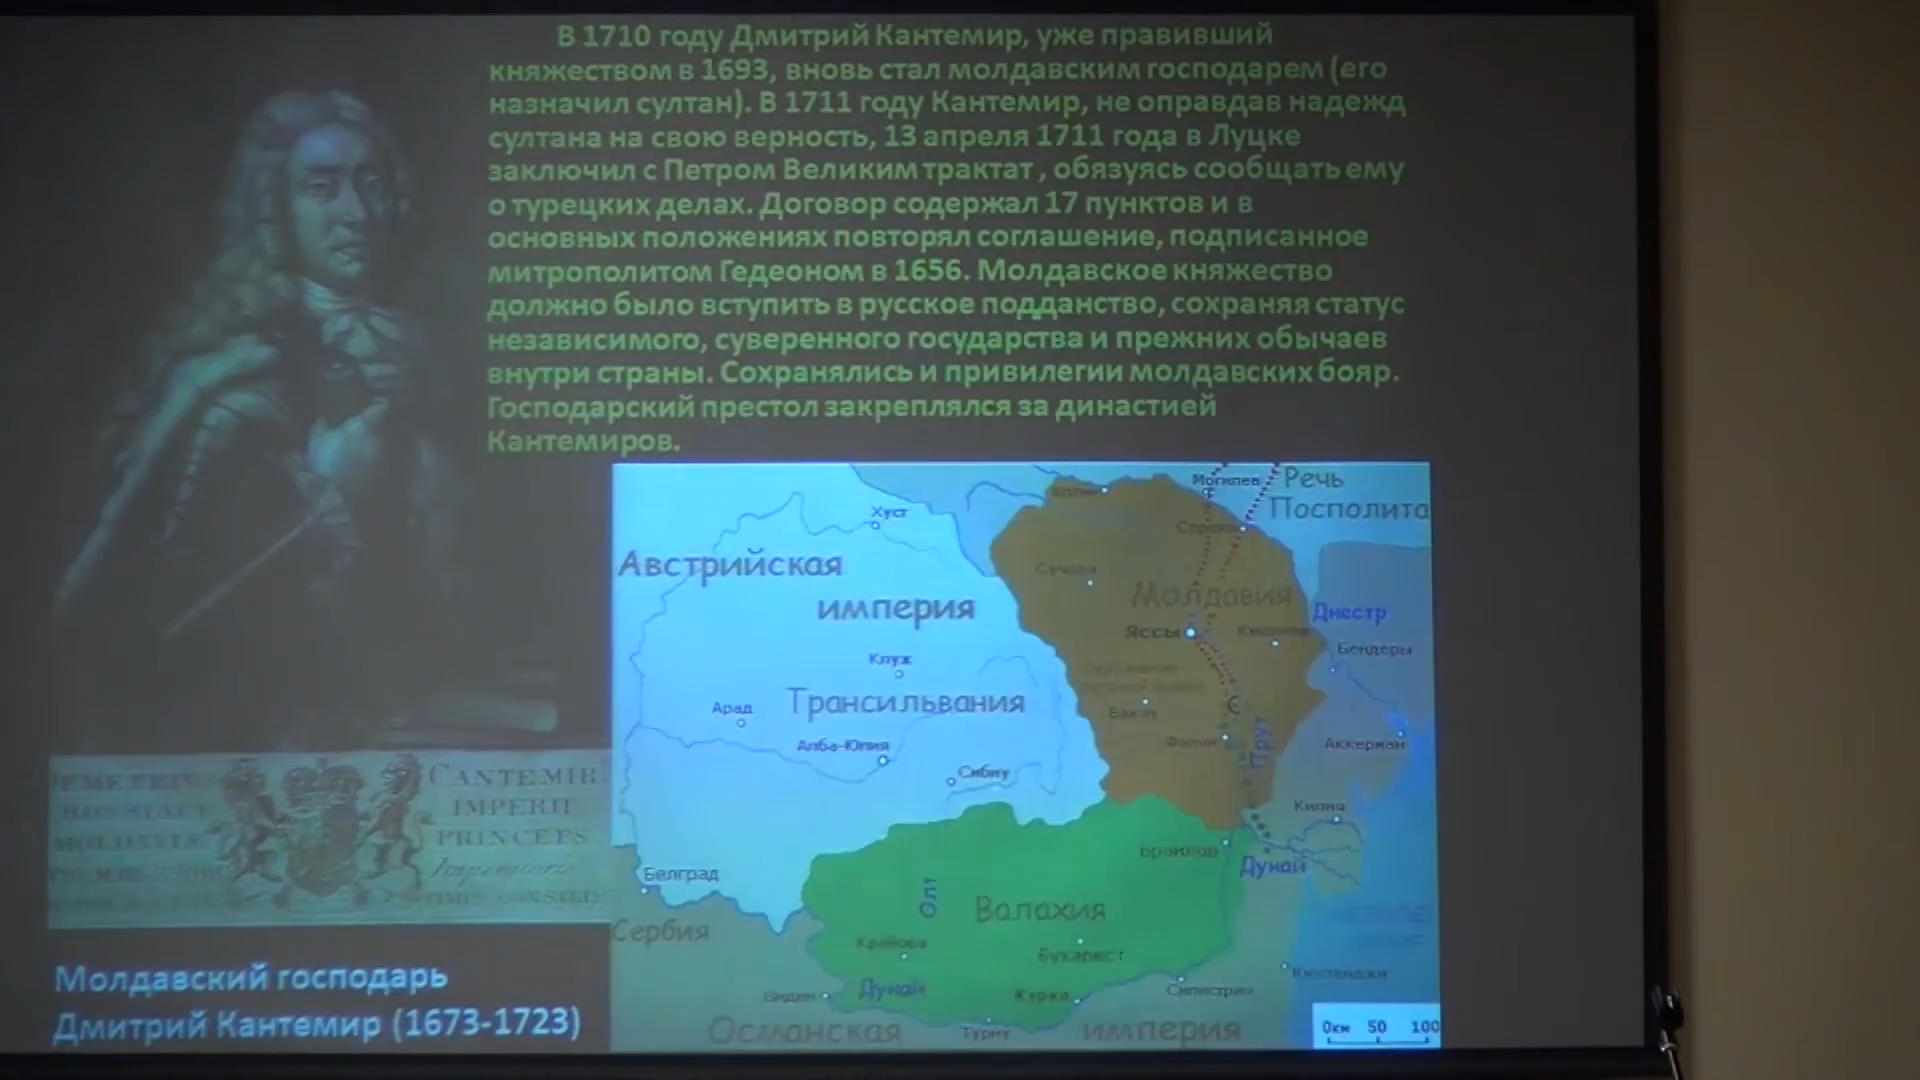 В 1710 году Дмитрий Кантемир, уже правивший
княжеством в 1693, вновь стал молдавским господарем (его
назначил султан). В 1711 году Кантемир, не оправдав надежд
султана на свою верность, 13 апреля 1711 года в Луцке
заключил с Петром Великим трактат , обязуясь сообщать ему
о турецких делах. Договор содержал 17 пунктов и в
основных положениях повторял соглашение, подписанное
митрополитом Гедеоном в 1656. Молдавское княжество
должно было вступить в русское подданство, сохраняя статус
независимого, суверенного государства и прежних обычаев
внутри страны. Сохранялись и привилегии молдавских бояр.
Господарский престол закреплялся за династией
Кантемиров.
Могилев
Речь
Посполита
Хотин
Хуст
Сороки
Австрийская
империя
Сучава
Молдавия
Днестр
Яссы
Кишинев
Бендеры
Клуж
Трансильвания
Арад
Бакэу
Прут
Фалчи
Аккерман
Алба-Юлия
Сибиу
Килия
Браилов
Дунай
Белград
Олт
Валахия
Сербия
Крайова
Бухарест
Кюстенджи
Видин
Дунай
Журжа
Силистрия
Османская
империя
Турну
0км 50 100
CANTEMIR
IMPERII
MOLDAVIÆ
PRINCEPS
Молдавский господарь
Дмитрий Кантемир (1673-1723)